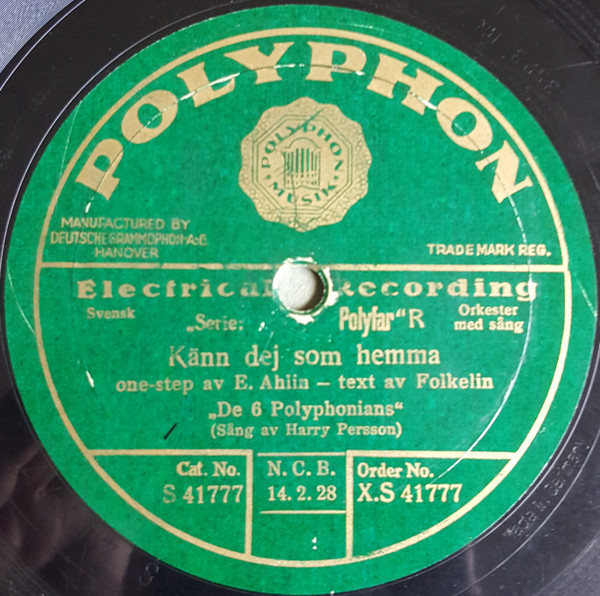 POLYPHON
POLYPHON
MUSIK
MANUFACTURED BY
DEUTSCHE GRAMMOPHON-A.G.
HANOVER
TRADE MARK REG.
Electrical Recording
Svensk
„Serie: Polyfar“ R
Orkester
med sång
Känn dej som hemma
one-step av E. Ahlin — text av Folkelin
„De 6 Polyphonians“
(Sång av Harry Persson)
Cat. No.
S 41777
N. C. B.
14. 2. 28
Order No.
X.S 41777